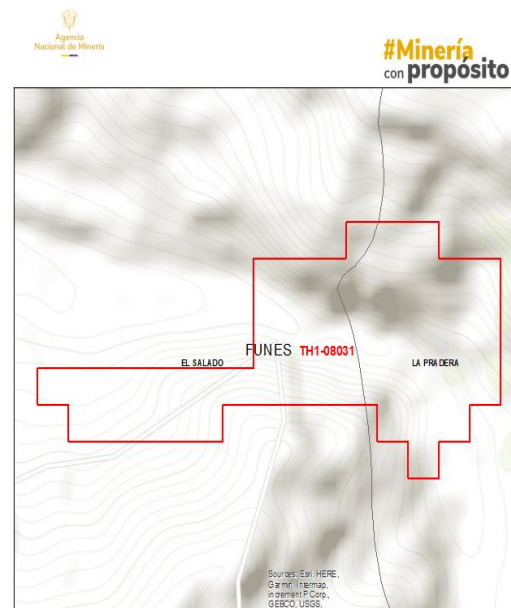 Agencia
Nacional de Minería
#Minería
con propósito
FUNES TH1-08031
EL SALADO
LA PRADERA
Sources: Esri, HERE,
Garmin, Intermap,
increment P Corp.,
GEBCO, USGS,